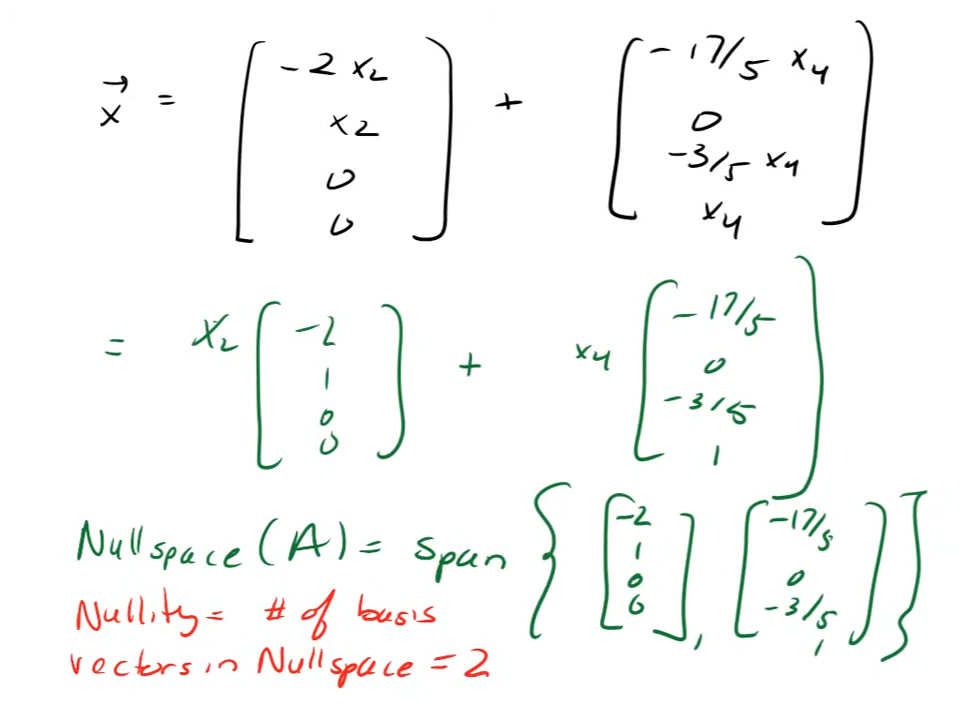 x⃗ = [ -2 x₂ x₂ 0 0 ] + [ -17/5 x₄ 0 -3/5 x₄ x₄ ]
= x₂ [ -2 1 0 0 ] + x₄ [ -17/5 0 -3/5 1 ]
Nullspace (A) = span { [ -2 1 0 0 ] , [ -17/5 0 -3/5 1 ] }
Nullity = # of basis
vectors in Nullspace = 2